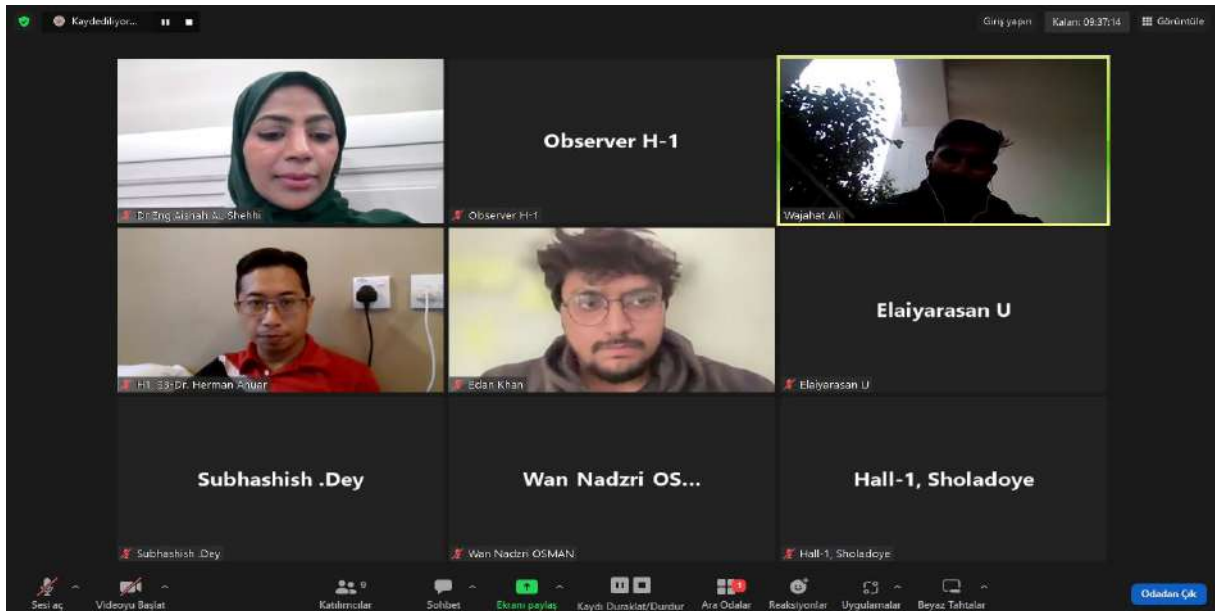 Kaydediliyor...
Giriş yapın
Kalan: 09:37:14
Görüntüle
Observer H-1
Dr Eng Aishah AL Shehhi
Observer H-1
Wajahat Ali
Elaiyarasan U
H1, S3-Dr. Herman Anuar
Edan Khan
Elaiyarasan U
Subhashish .Dey
Wan Nadzri OS...
Hall-1, Sholadoye
Subhashish .Dey
Wan Nadzri OSMAN
Hall-1, Sholadoye
9
1
Sesi aç
Videoyu Başlat
Katılımcılar
Sohbet
Ekranı paylaş
Kaydı Duraklat/Durdur
Ara Odalar
Reaksiyonlar
Uygulamalar
Beyaz Tahtalar
Odadan Çık